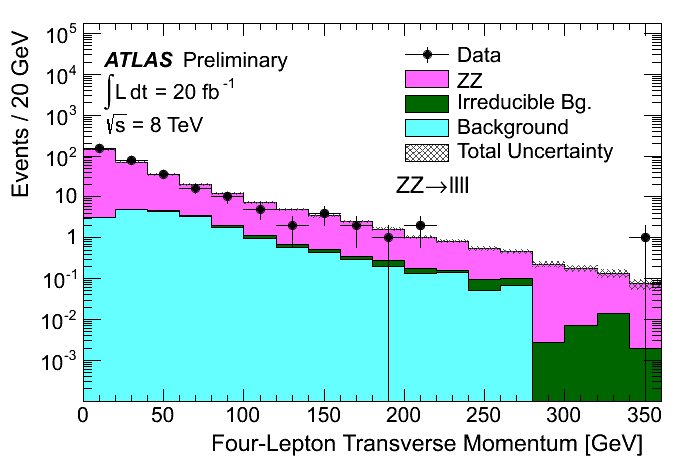 ATLAS Preliminary
∫L dt = 20 fb⁻¹
√s = 8 TeV
Data
ZZ
Irreducible Bg.
Background
Total Uncertainty
ZZ→llll
Events / 20 GeV
10⁵
10⁴
10³
10²
10
1
10⁻¹
10⁻²
10⁻³
0 50 100 150 200 250 300 350
Four-Lepton Transverse Momentum [GeV]